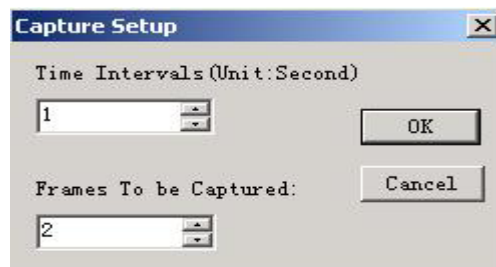 Capture Setup
Time Intervals(Unit:Second)
1
OK
Frames To be Captured:
Cancel
2